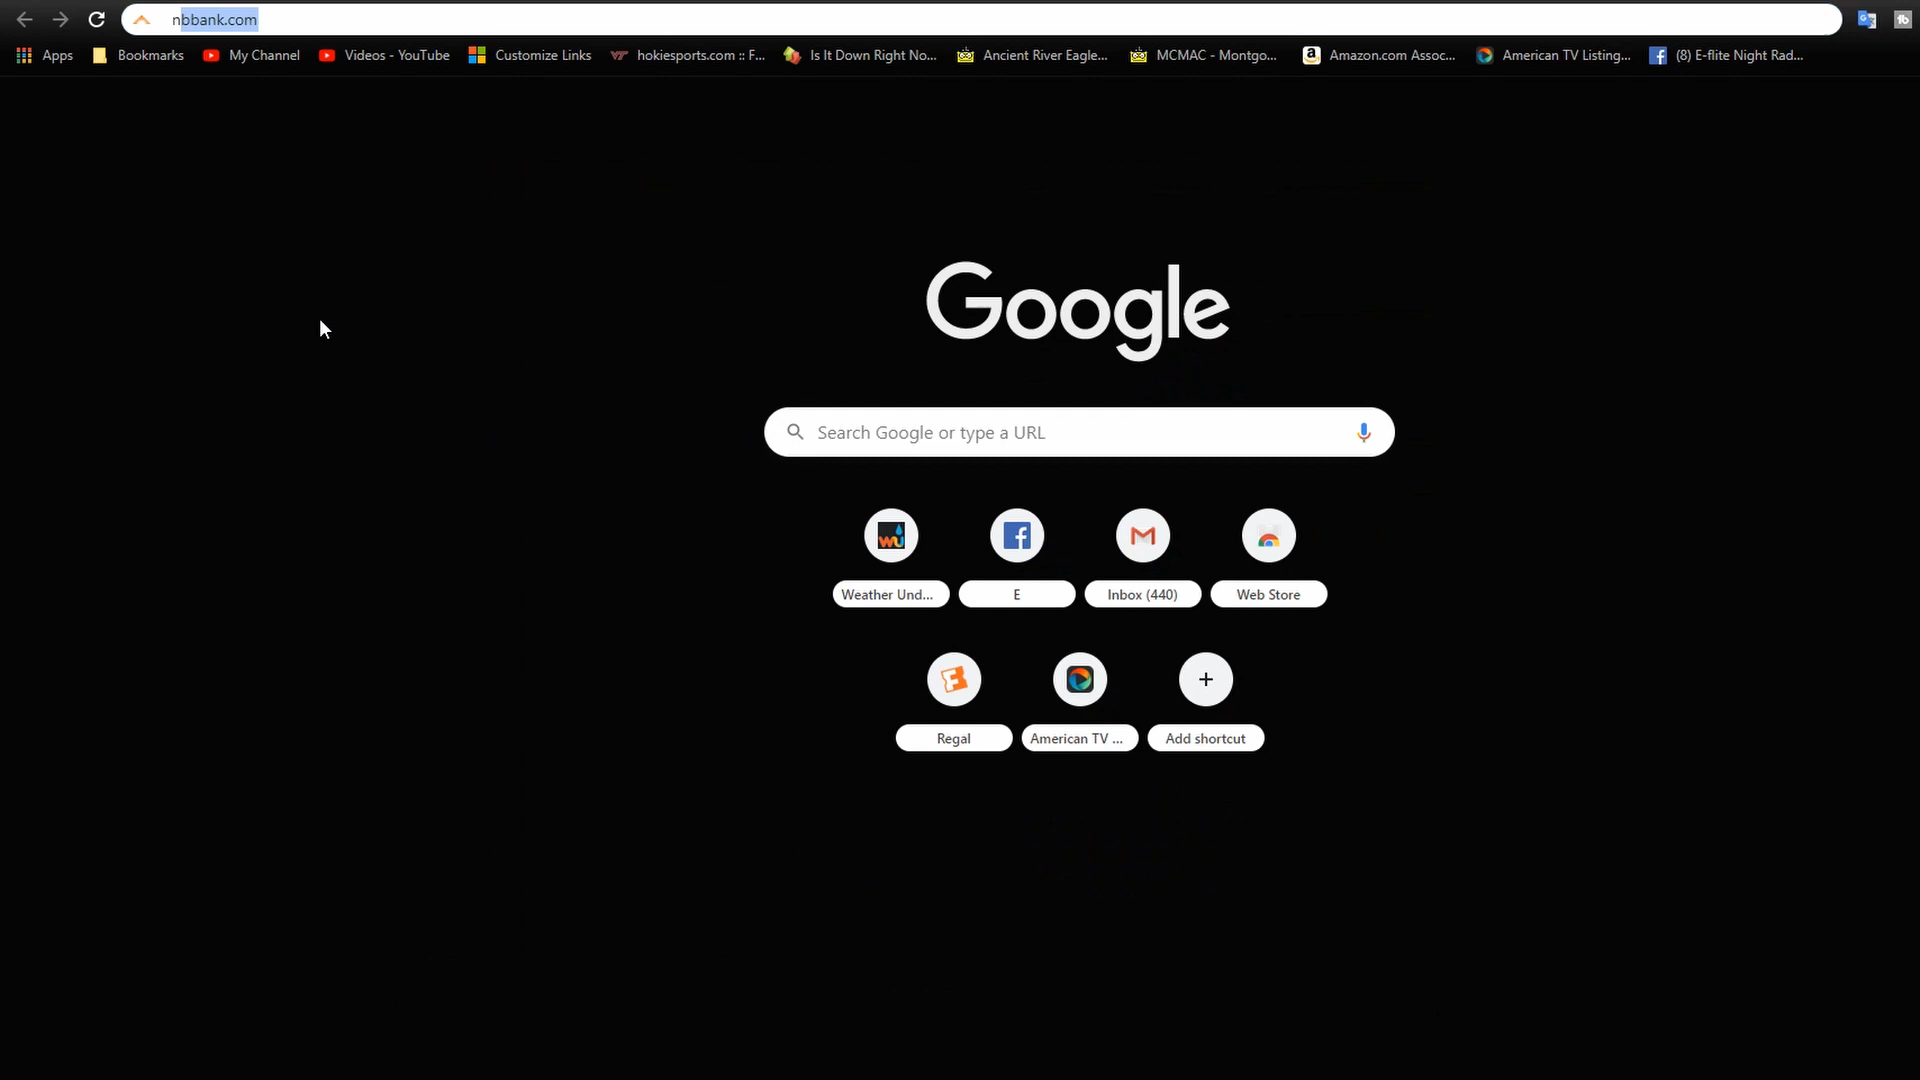 nbbank.com
Apps Bookmarks My Channel Videos - YouTube Customize Links hokiesports.com :: F... Is It Down Right No... Ancient River Eagle... MCMAC - Montgo... Amazon.com Assoc... American TV Listing... (8) E-flite Night Rad...
Google
Search Google or type a URL
Weather Und... E Inbox (440) Web Store
Regal American TV ... Add shortcut